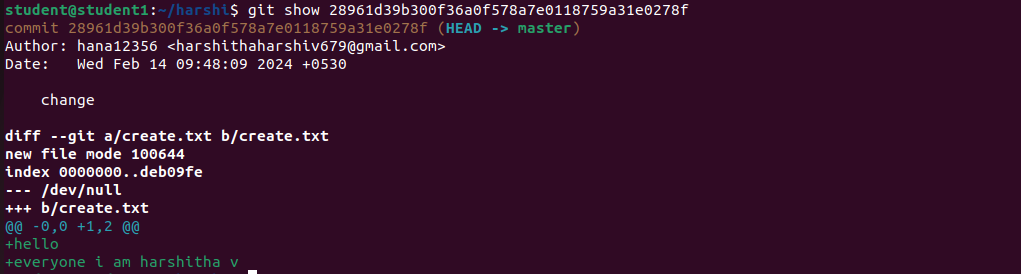 student@student1:~/harshi$ git show 28961d39b300f36a0f578a7e0118759a31e0278f
commit 28961d39b300f36a0f578a7e0118759a31e0278f (HEAD -> master)
Author: hana12356 <harshithaharshiv679@gmail.com>
Date:   Wed Feb 14 09:48:09 2024 +0530
    change
diff --git a/create.txt b/create.txt
new file mode 100644
index 0000000..deb09fe
--- /dev/null
+++ b/create.txt
@@ -0,0 +1,2 @@
+hello
+everyone i am harshitha v